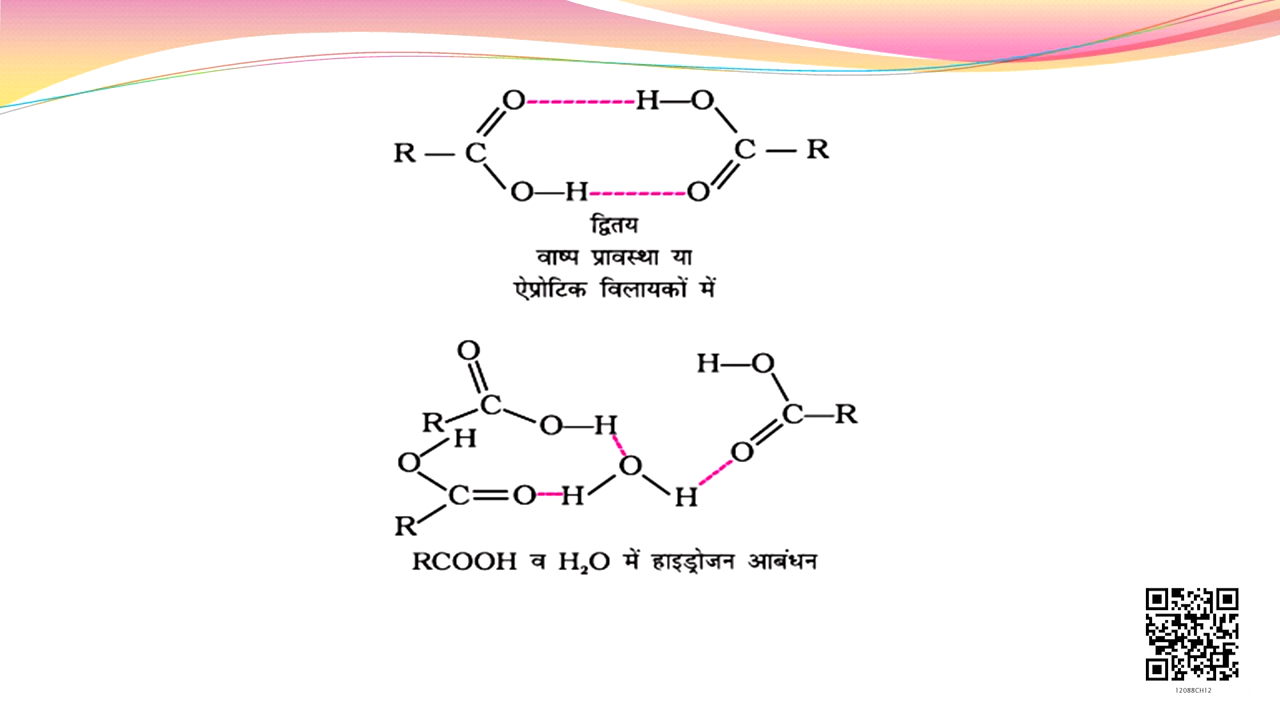 O H—O
R — C C — R
O—H O
द्वितय
वाष्प प्रावस्था या
ऐप्रोटिक विलायकों में
O H—O
C C—R
R O—H
H O
O O
C=O H H
R
RCOOH व H₂O में हाइड्रोजन आबंधन
12088CH12